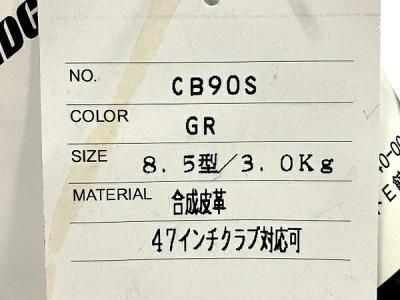 NO. CB90S
COLOR GR
SIZE 8.5型/3.0Kg
MATERIAL 合成皮革
47インチクラブ対応可